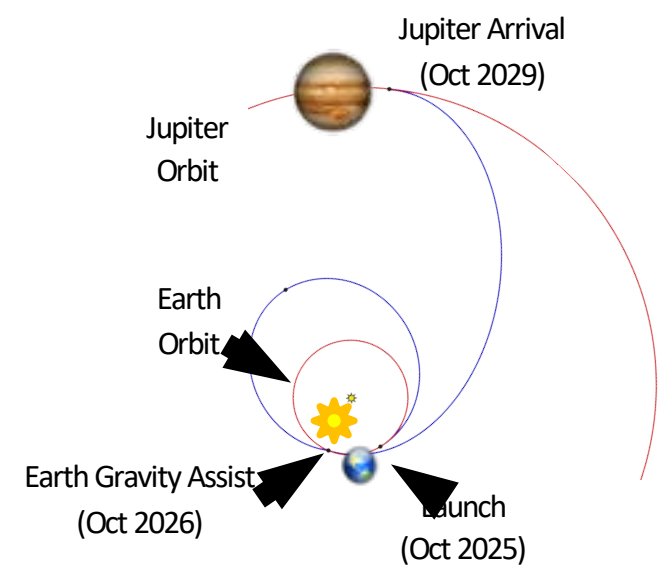 Jupiter Arrival
(Oct 2029)
Jupiter
Orbit
Earth
Orbit
Earth Gravity Assist
(Oct 2026)
Launch
(Oct 2025)